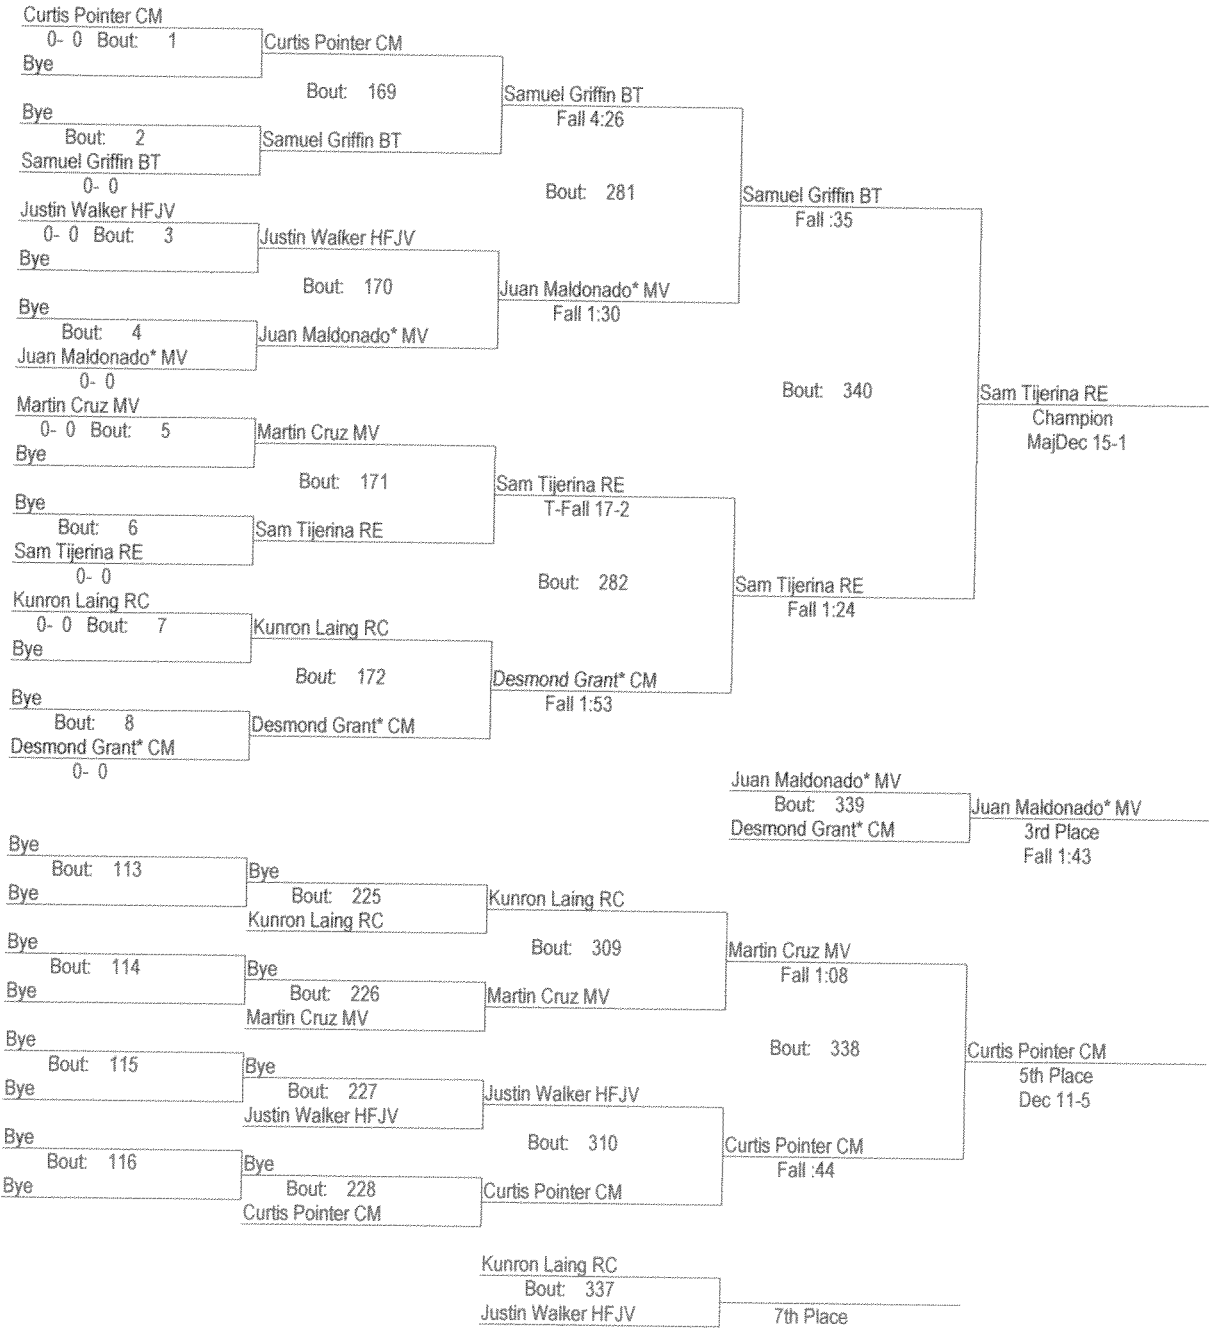 Curtis Pointer CM
0- 0 Bout: 1
Curtis Pointer CM
Bye
Bout: 169
Samuel Griffin BT
Fall 4:26
Bye
Bout: 2
Samuel Griffin BT
Samuel Griffin BT
0- 0
Bout: 281
Samuel Griffin BT
Fall :35
Justin Walker HFJV
0- 0 Bout: 3
Justin Walker HFJV
Bye
Bout: 170
Juan Maldonado* MV
Fall 1:30
Bye
Bout: 4
Juan Maldonado* MV
Juan Maldonado* MV
0- 0
Bout: 340
Sam Tijerina RE
Champion
MajDec 15-1
Martin Cruz MV
0- 0 Bout: 5
Martin Cruz MV
Bye
Bout: 171
Sam Tijerina RE
T-Fall 17-2
Bye
Bout: 6
Sam Tijerina RE
Sam Tijerina RE
0- 0
Bout: 282
Sam Tijerina RE
Fall 1:24
Kunron Laing RC
0- 0 Bout: 7
Kunron Laing RC
Bye
Bout: 172
Desmond Grant* CM
Fall 1:53
Bye
Bout: 8
Desmond Grant* CM
Desmond Grant* CM
0- 0
Juan Maldonado* MV
Bout: 339
Juan Maldonado* MV
Desmond Grant* CM
3rd Place
Fall 1:43
Bye
Bout: 113
Bye
Bye
Bout: 225
Kunron Laing RC
Kunron Laing RC
Bye
Bout: 309
Martin Cruz MV
Fall 1:08
Bout: 114
Bye
Bye
Bout: 226
Martin Cruz MV
Martin Cruz MV
Bye
Bout: 338
Curtis Pointer CM
5th Place
Dec 11-5
Bout: 115
Bye
Bye
Bout: 227
Justin Walker HFJV
Justin Walker HFJV
Bye
Bout: 310
Curtis Pointer CM
Fall :44
Bout: 116
Bye
Bye
Bout: 228
Curtis Pointer CM
Curtis Pointer CM
Kunron Laing RC
Bout: 337
Justin Walker HFJV
7th Place